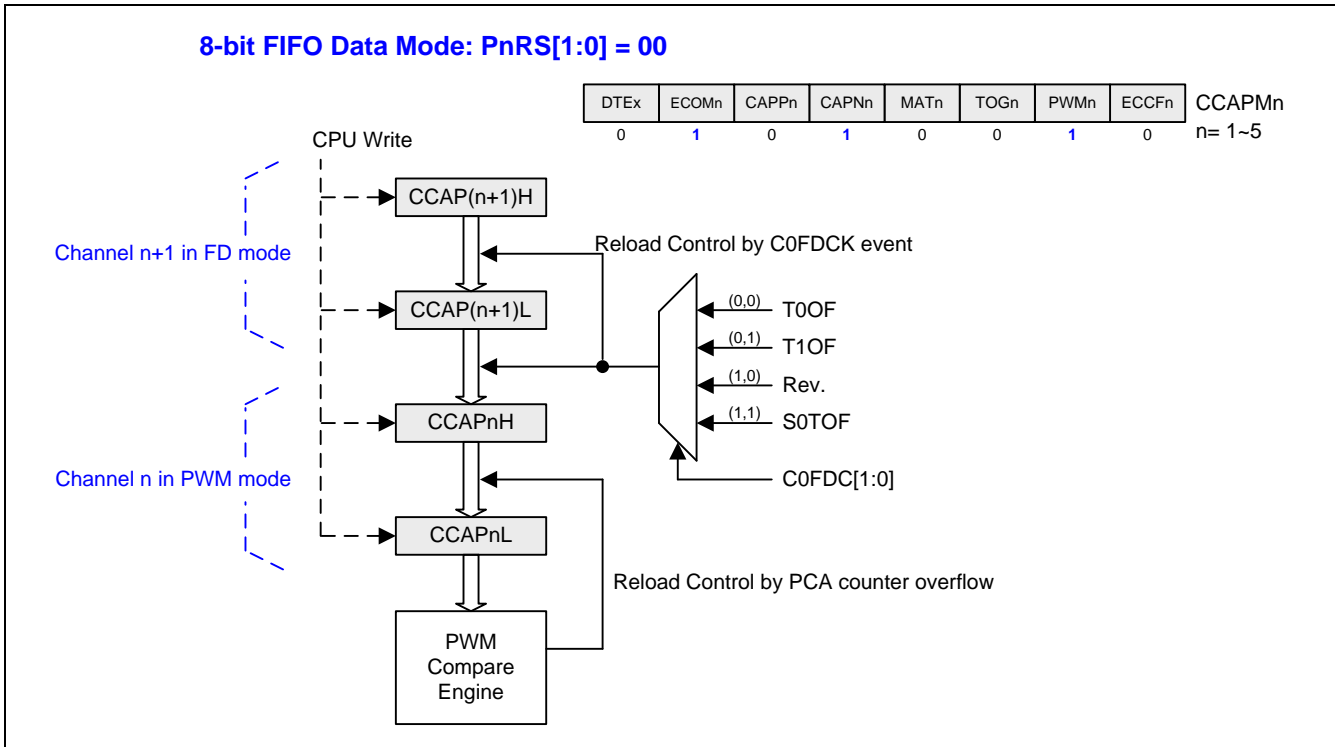 8-bit FIFO Data Mode: PnRS[1:0] = 00
DTEx ECOMn CAPPn CAPNn MATn TOGn PWMn ECCFn CCAPMn
0 1 0 1 0 0 1 0 n= 1~5
CPU Write
CCAP(n+1)H
Channel n+1 in FD mode
Reload Control by C0FDCK event
CCAP(n+1)L
(0,0) T0OF
(0,1) T1OF
(1,0) Rev.
(1,1) S0TOF
CCAPnH
Channel n in PWM mode
C0FDC[1:0]
CCAPnL
Reload Control by PCA counter overflow
PWM
Compare
Engine